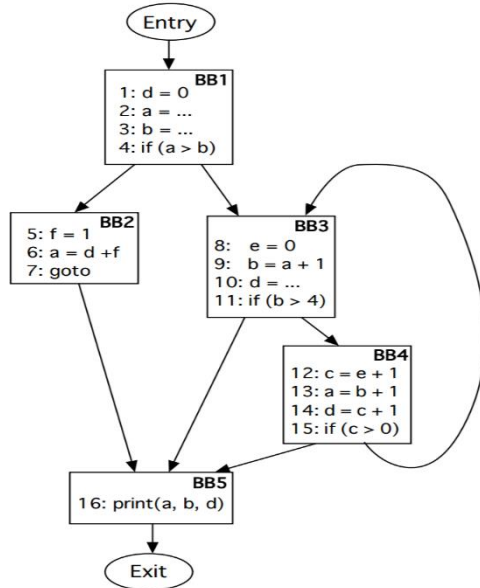 Entry
BB1
1: d = 0
2: a = ...
3: b = ...
4: if (a > b)
BB2
5: f = 1
6: a = d +f
7: goto
BB3
8: e = 0
9: b = a + 1
10: d = ...
11: if (b > 4)
BB4
12: c = e + 1
13: a = b + 1
14: d = c + 1
15: if (c > 0)
BB5
16: print(a, b, d)
Exit